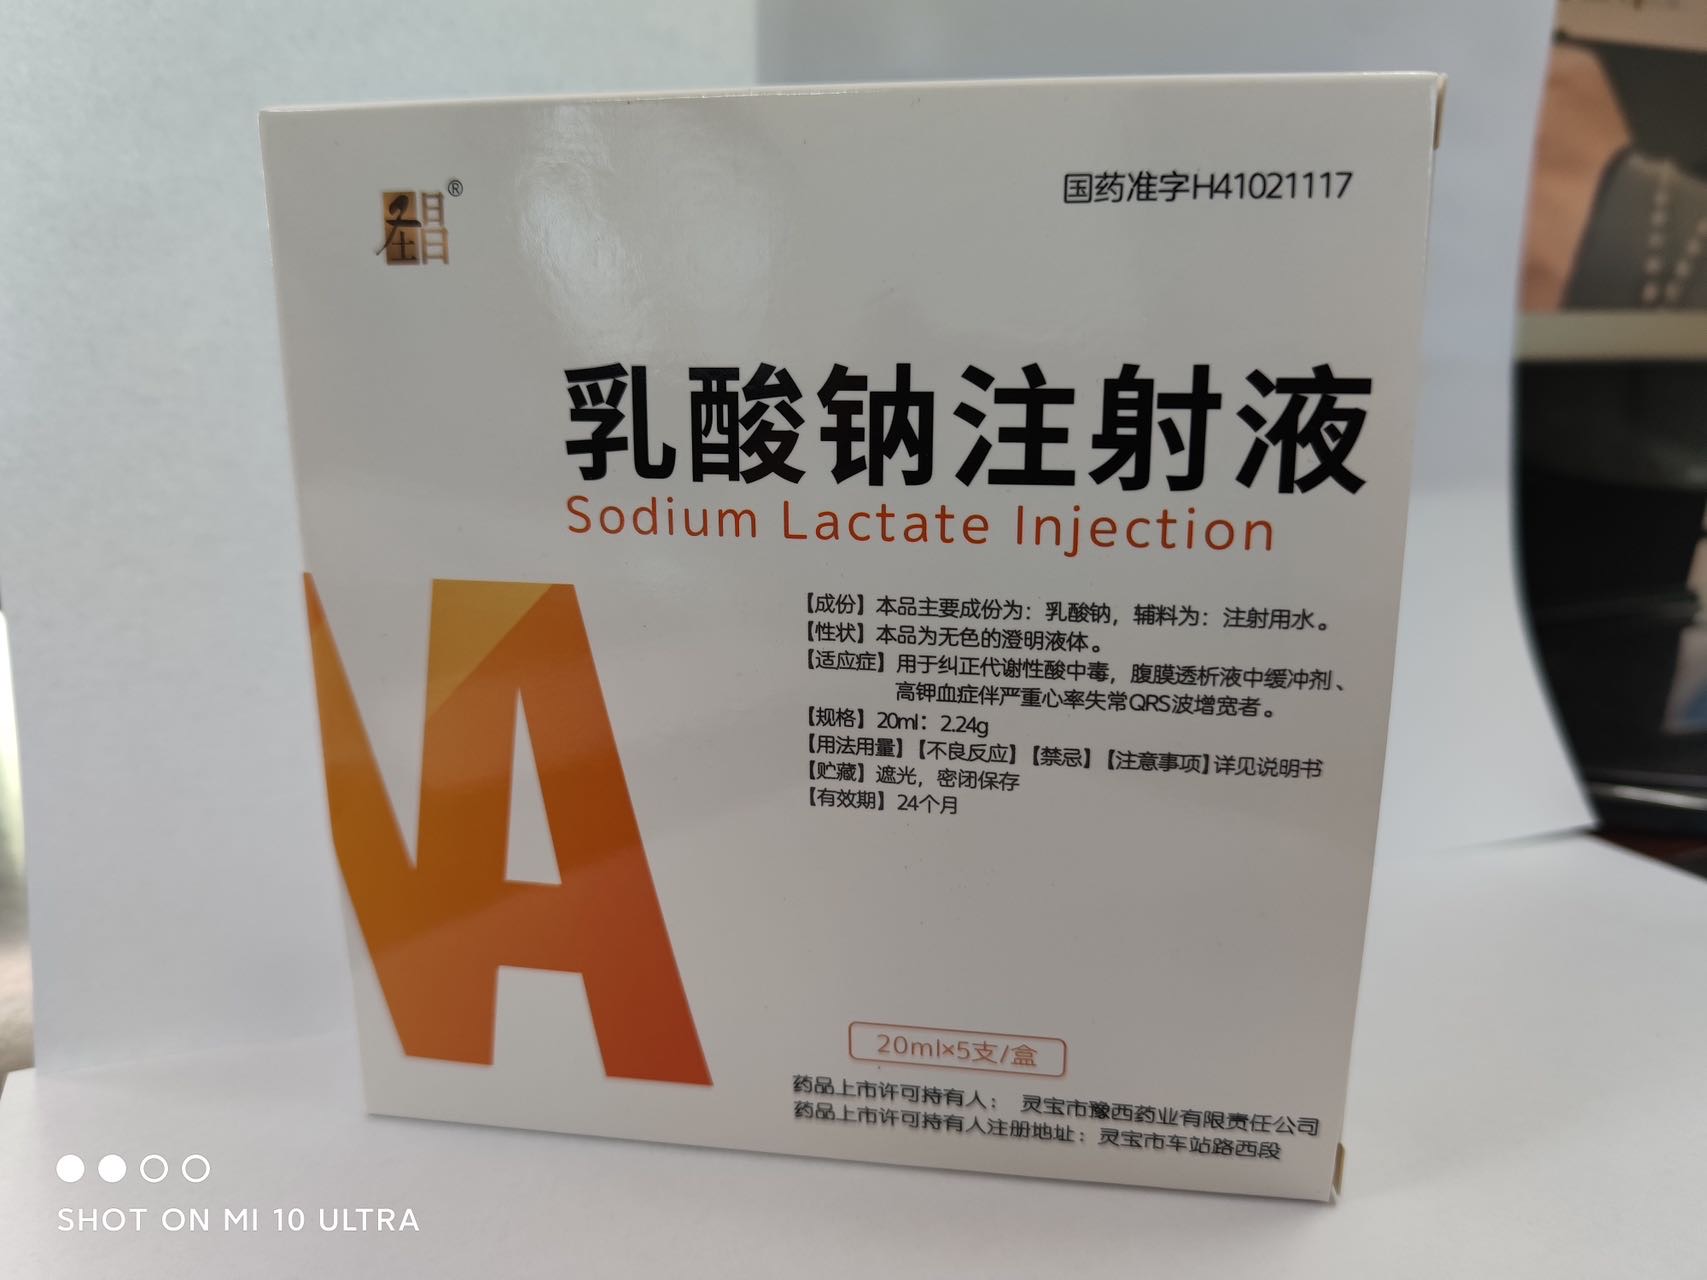 圣昌®
国药准字H41021117
乳酸钠注射液
Sodium Lactate Injection
【成份】本品主要成份为：乳酸钠，辅料为：注射用水。
【性状】本品为无色的澄明液体。
【适应症】用于纠正代谢性酸中毒，腹膜透析液中缓冲剂、
高钾血症伴严重心率失常QRS波增宽者。
【规格】20ml：2.24g
【用法用量】【不良反应】【禁忌】【注意事项】详见说明书
【贮藏】遮光，密闭保存
【有效期】24个月
20ml×5支/盒
药品上市许可持有人： 灵宝市豫西药业有限责任公司
药品上市许可持有人注册地址：灵宝市车站路西段
SHOT ON MI 10 ULTRA